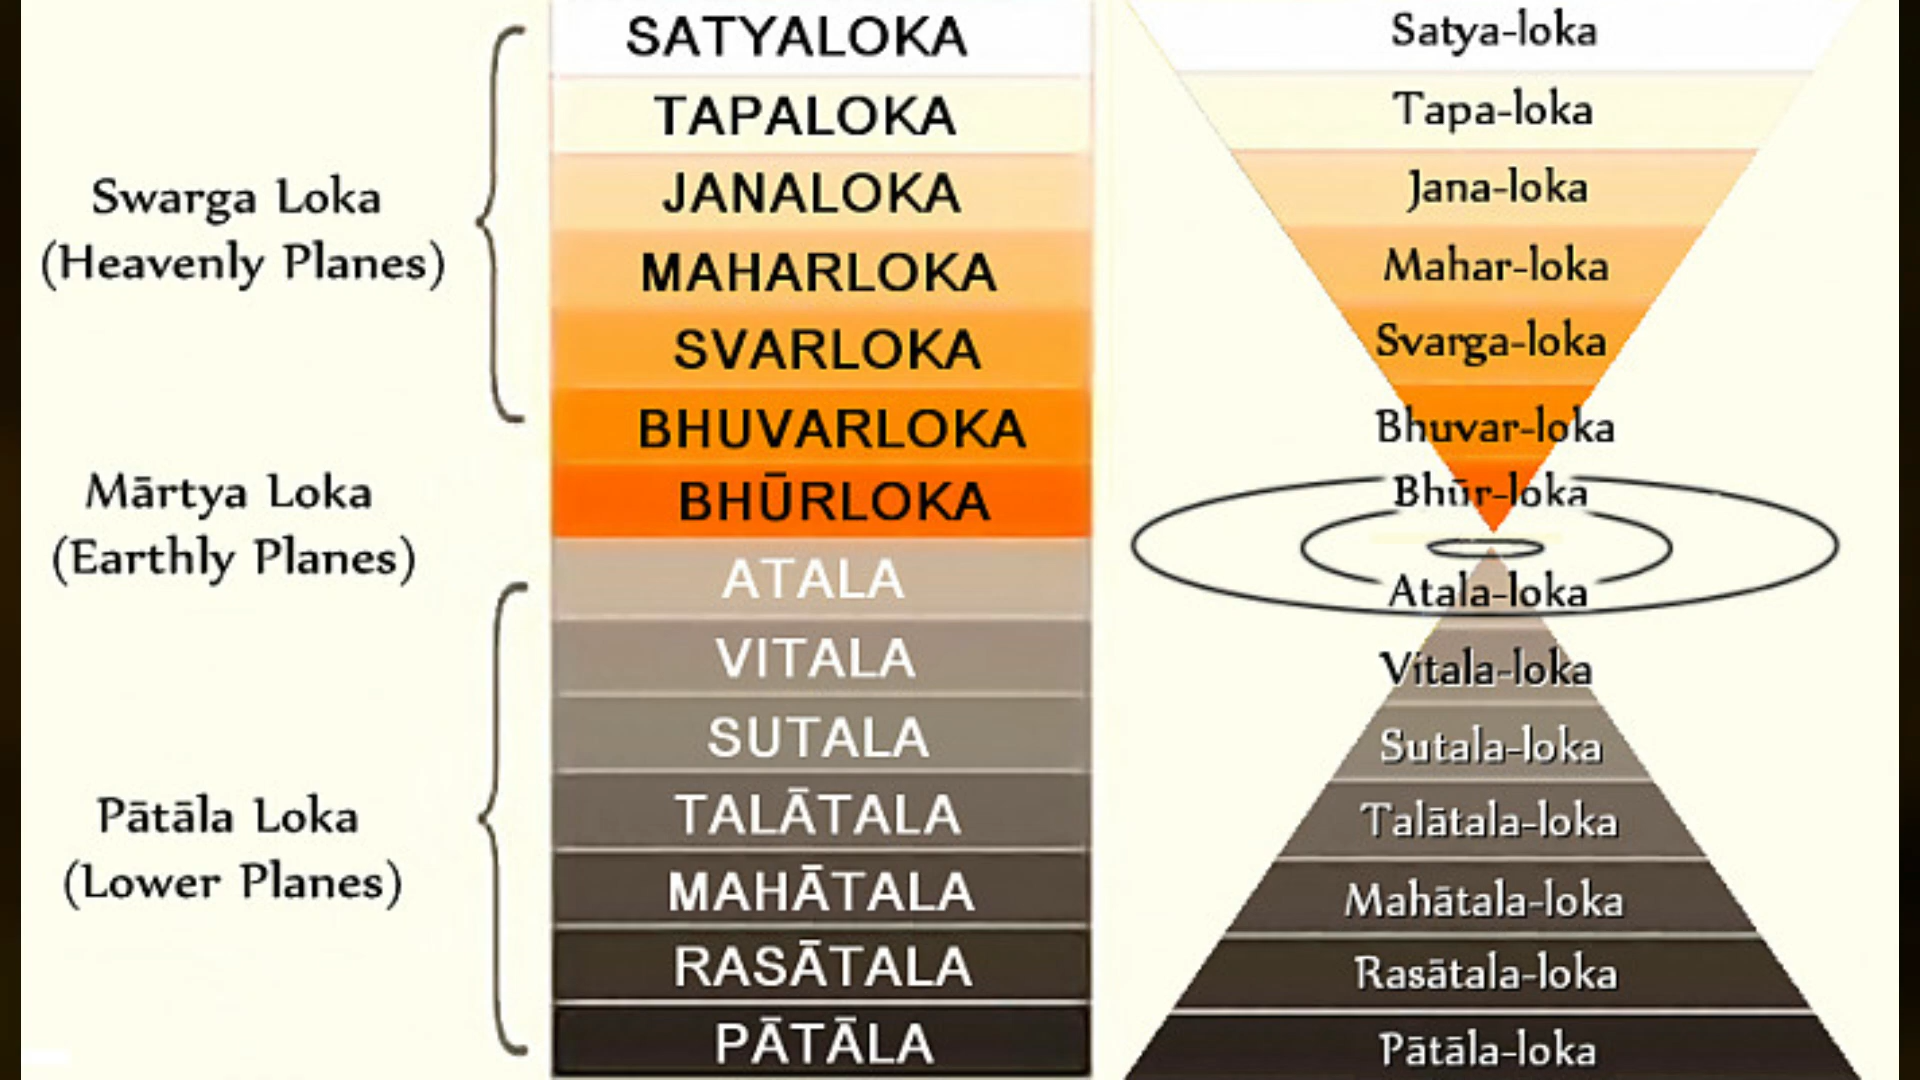 Swarga Loka
(Heavenly Planes)
Mārtya Loka
(Earthly Planes)
Pātāla Loka
(Lower Planes)
SATYALOKA
TAPALOKA
JANALOKA
MAHARLOKA
SVARLOKA
BHUVARLOKA
BHŪRLOKA
ATALA
VITALA
SUTALA
TALĀTALA
MAHĀTALA
RASĀTALA
PĀTĀLA
Satya-loka
Tapa-loka
Jana-loka
Mahar-loka
Svarga-loka
Bhuvar-loka
Bhūr-loka
Atala-loka
Vitala-loka
Sutala-loka
Talātala-loka
Mahātala-loka
Rasātala-loka
Pātāla-loka